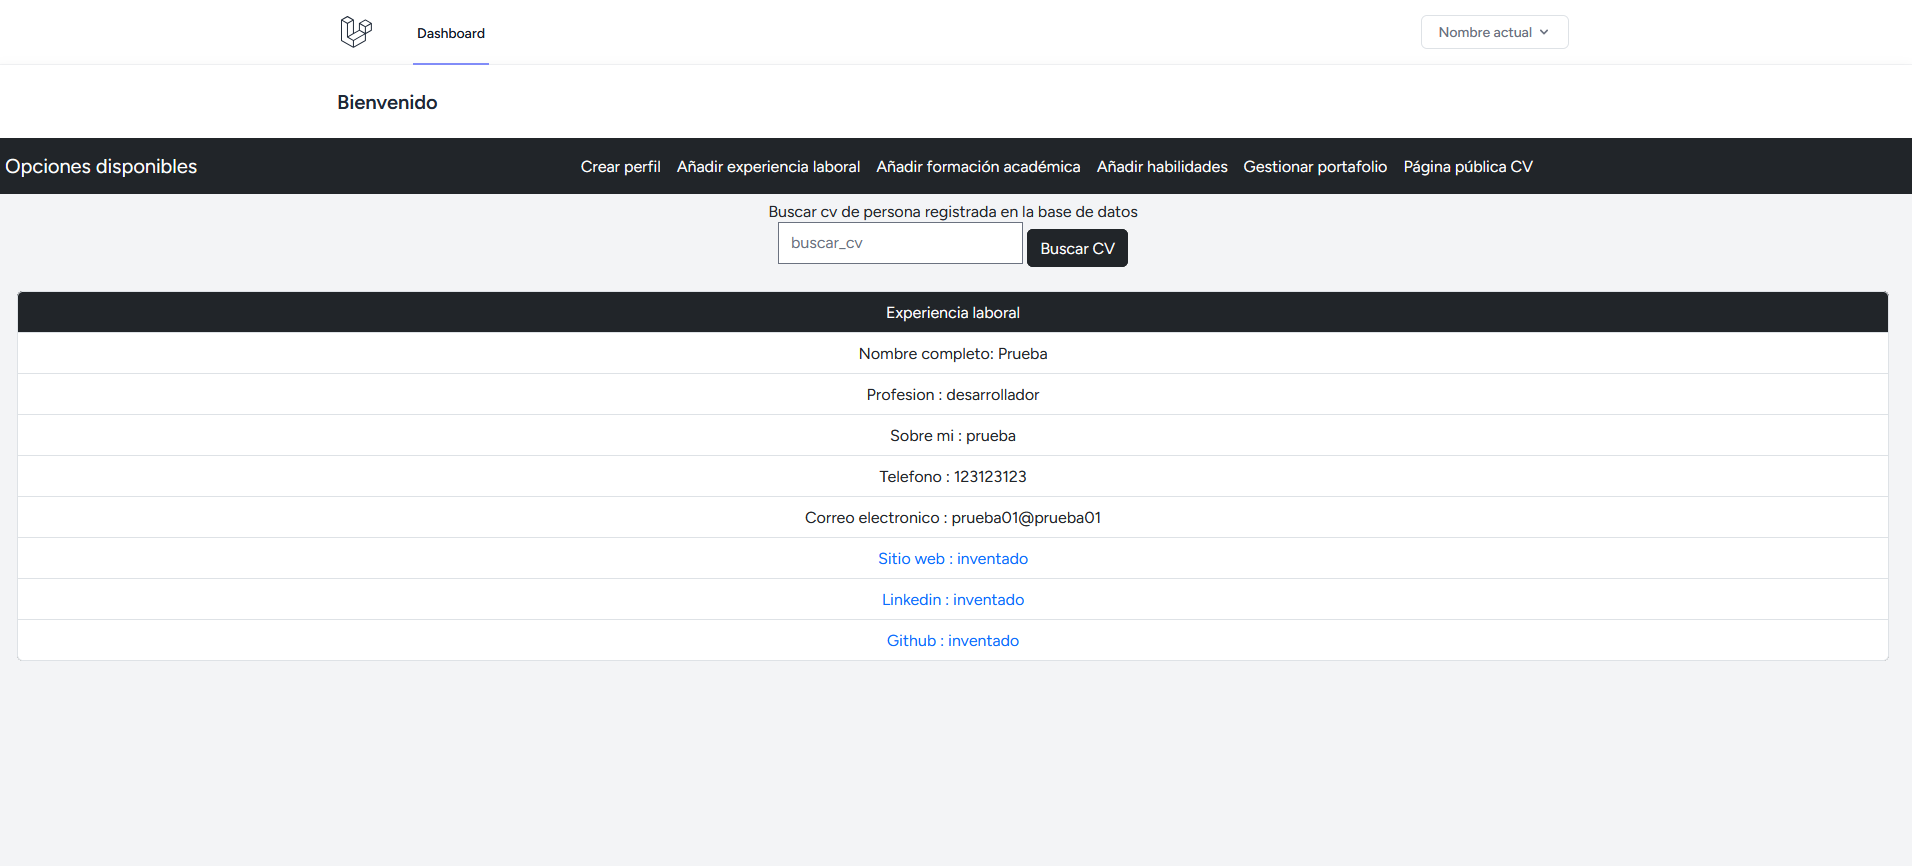 Dashboard
Nombre actual
Bienvenido
Opciones disponibles
Crear perfil Añadir experiencia laboral Añadir formación académica Añadir habilidades Gestionar portafolio Página pública CV
Buscar cv de persona registrada en la base de datos
buscar_cv
Buscar CV
Experiencia laboral
Nombre completo: Prueba
Profesion : desarrollador
Sobre mi : prueba
Telefono : 123123123
Correo electronico : prueba01@prueba01
Sitio web : inventado
Linkedin : inventado
Github : inventado